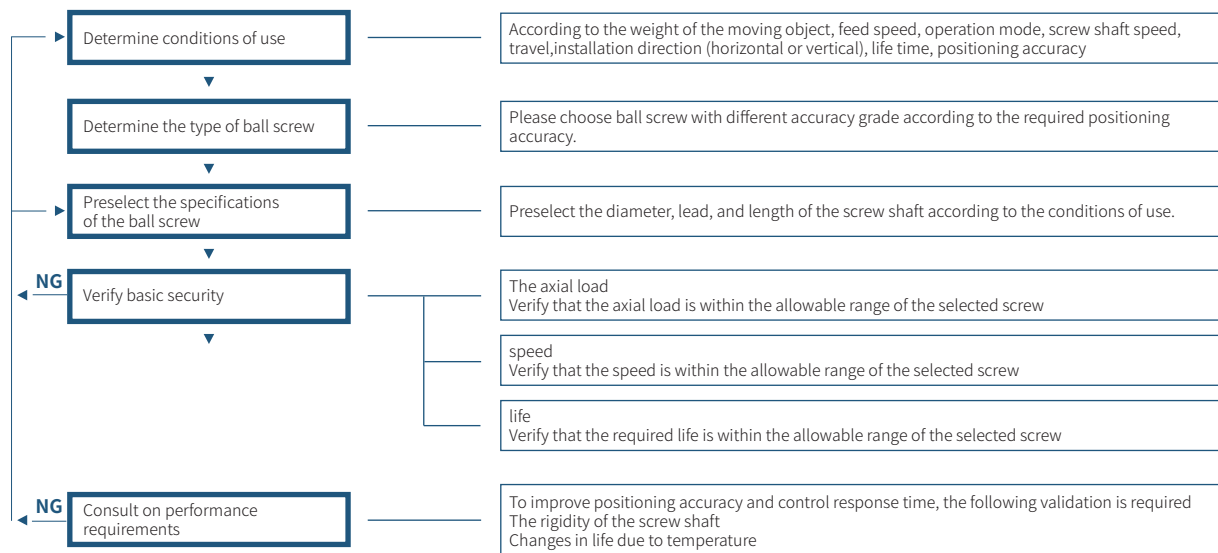 Determine conditions of use
According to the weight of the moving object, feed speed, operation mode, screw shaft speed,
travel,installation direction (horizontal or vertical), life time, positioning accuracy
Determine the type of ball screw
Please choose ball screw with different accuracy grade according to the required positioning
accuracy.
Preselect the specifications
of the ball screw
Preselect the diameter, lead, and length of the screw shaft according to the conditions of use.
NG
Verify basic security
The axial load
Verify that the axial load is within the allowable range of the selected screw
speed
Verify that the speed is within the allowable range of the selected screw
life
Verify that the required life is within the allowable range of the selected screw
NG
Consult on performance
requirements
To improve positioning accuracy and control response time, the following validation is required
The rigidity of the screw shaft
Changes in life due to temperature